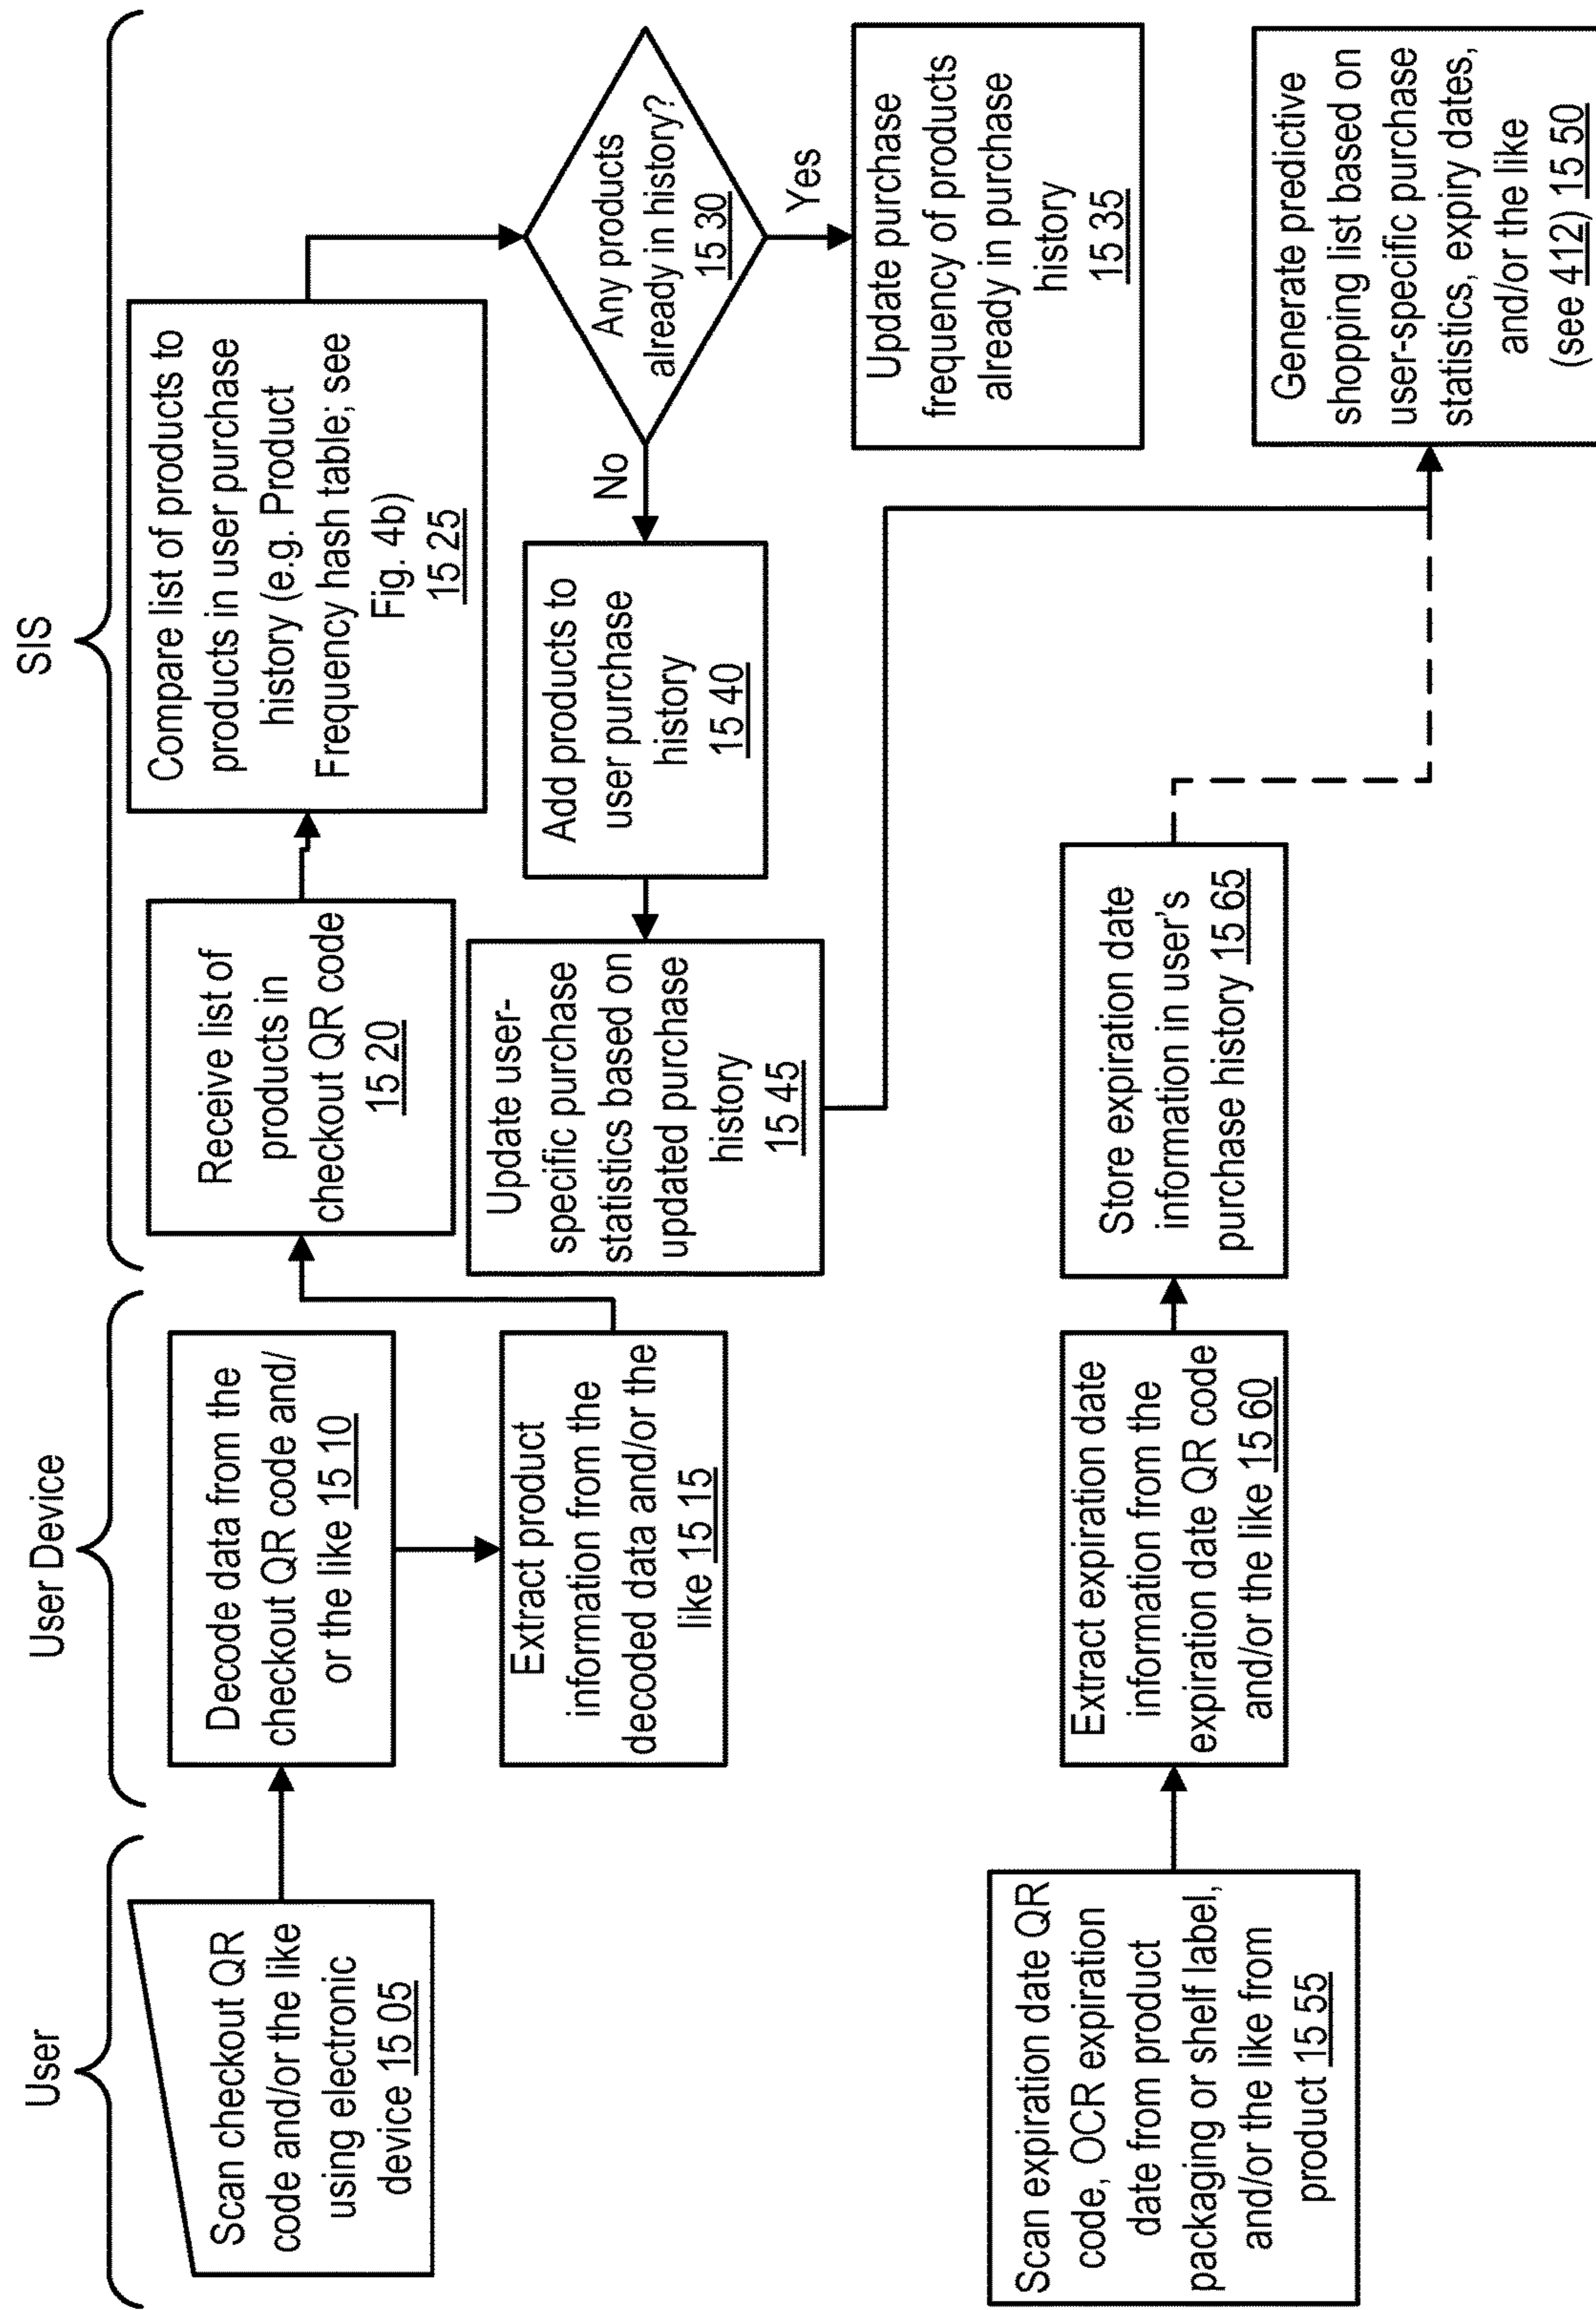 User
User Device
SIS
Scan checkout QR
code and/or the like
using electronic
device 15 05
Decode data from the
checkout QR code and/
or the like 15 10
Extract product
information from the
decoded data and/or the
like 15 15
Receive list of
products in
checkout QR code
15 20
Compare list of products to
products in user purchase
history (e.g. Product
Frequency hash table; see
Fig. 4b)
15 25
Any products
already in history?
15 30
No
Yes
Add products to
user purchase
history
15 40
Update purchase
frequency of products
already in purchase
history
15 35
Update user-
specific purchase
statistics based on
updated purchase
history
15 45
Scan expiration date QR
code, OCR expiration
date from product
packaging or shelf label,
and/or the like from
product 15 55
Extract expiration date
information from the
expiration date QR code
and/or the like 15 60
Store expiration date
information in user's
purchase history 15 65
Generate predictive
shopping list based on
user-specific purchase
statistics, expiry dates,
and/or the like
(see 412) 15 50